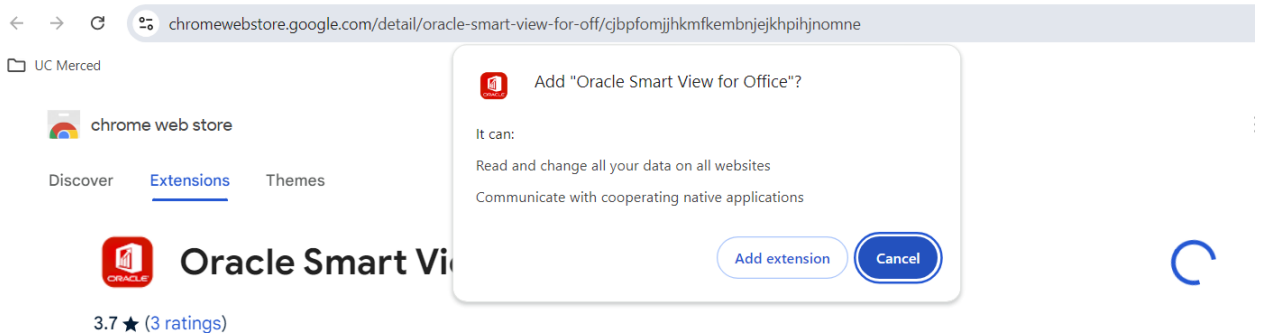 chromewebstore.google.com/detail/oracle-smart-view-for-off/cjbpfomjjhkmfkembnjejkhpihjnomne
UC Merced
chrome web store
Discover Extensions Themes
ORACLE
Oracle Smart Vi
3.7 ★ (3 ratings)
ORACLE
Add "Oracle Smart View for Office"?
It can:
Read and change all your data on all websites
Communicate with cooperating native applications
Add extension Cancel